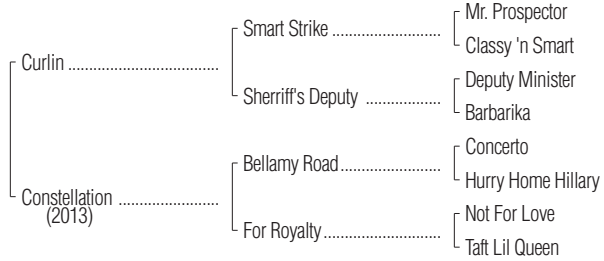 Mr. Prospector
Smart Strike
Classy 'n Smart
Curlin
Deputy Minister
Sherriff's Deputy
Barbarika
Concerto
Bellamy Road
Hurry Home Hillary
Constellation
(2013)
Not For Love
For Royalty
Taft Lil Queen